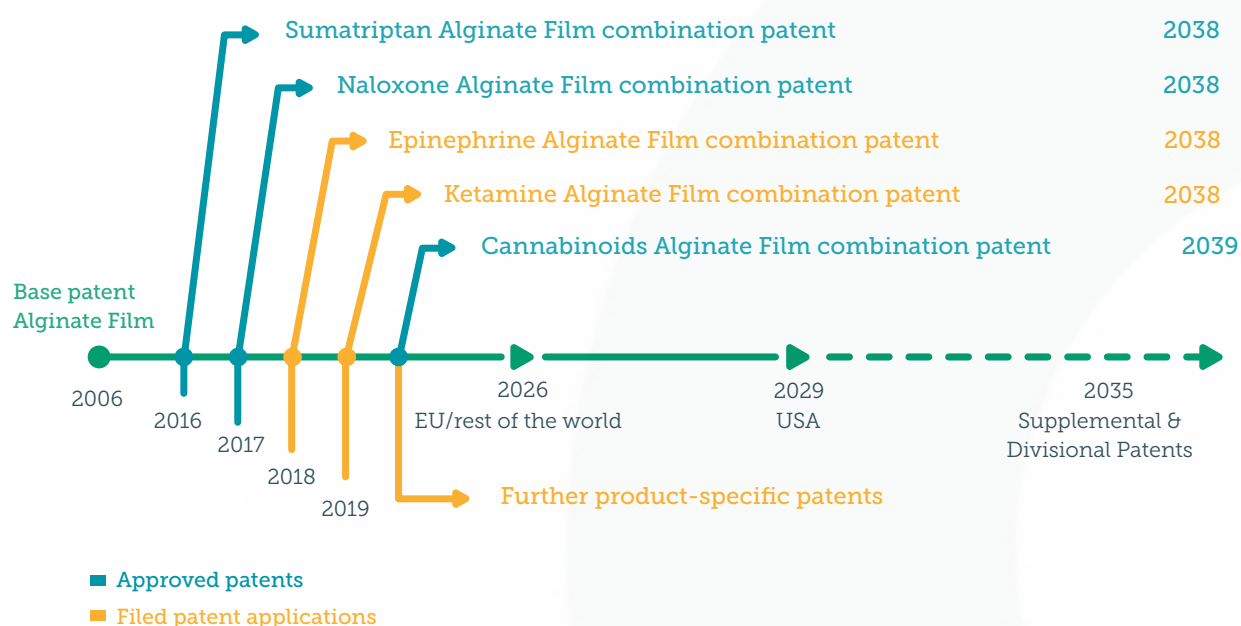 Sumatriptan Alginate Film combination patent 2038
Naloxone Alginate Film combination patent 2038
Epinephrine Alginate Film combination patent 2038
Ketamine Alginate Film combination patent 2038
Cannabinoids Alginate Film combination patent 2039
Base patent
Alginate Film
2006
2016
2017
2018
2019
2026
EU/rest of the world
2029
USA
2035
Supplemental &
Divisional Patents
Further product-specific patents
Approved patents
Filed patent applications